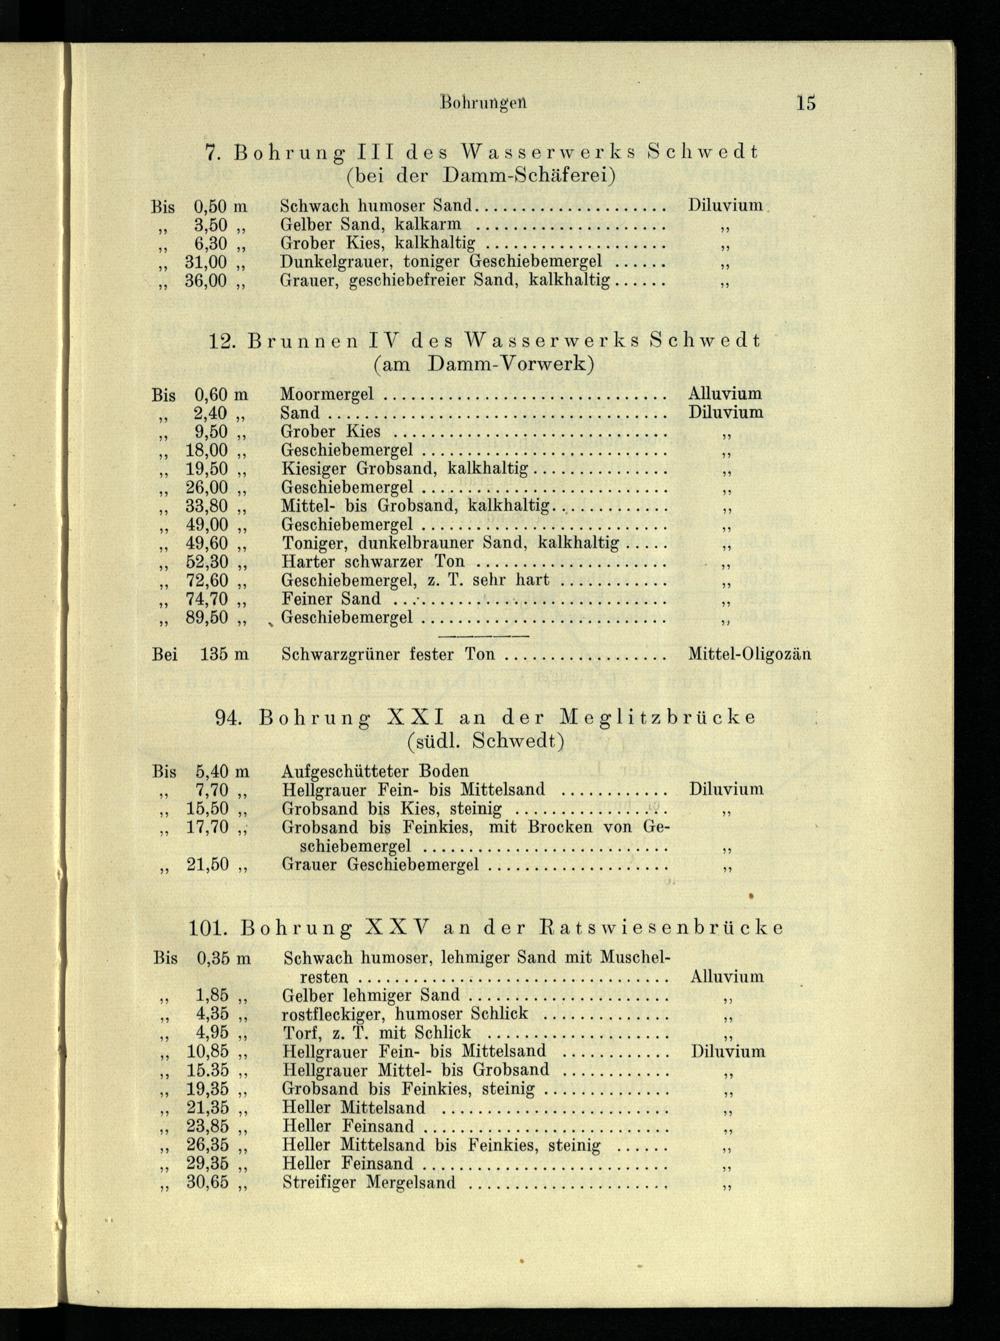 Bohrungen 15
7. Bohrung III des Wasserwerks Schwedt
(bei der Damm-Schäferei)
Bis 0,50 m Schwach humoser Sand..................... Diluvium
„ 3,50 „ Gelber Sand, kalkarm ..................... „
„ 6,30 „ Grober Kies, kalkhaltig .................... „
„ 31,00 „ Dunkelgrauer, toniger Geschiebemergel ...... „
„ 36,00 „ Grauer, geschiebefreier Sand, kalkhaltig...... „
12. Brunnen IV des Wasserwerks Schwedt
(am Damm-Vorwerk)
Bis 0,60 m Moormergel ............................... Alluvium
„ 2,40 „ Sand ..................................... Diluvium
„ 9,50 „ Grober Kies .............................. „
„ 18,00 „ Geschiebemergel ........................... „
„ 19,50 „ Kiesiger Grobsand, kalkhaltig ............... „
„ 26,00 „ Geschiebemergel ........................... „
„ 33,80 „ Mittel- bis Grobsand, kalkhaltig............. „
„ 49,00 „ Geschiebemergel ........................... „
„ 49,60 „ Toniger, dunkelbrauner Sand, kalkhaltig ..... „
„ 52,30 „ Harter schwarzer Ton ..................... „
„ 72,60 „ Geschiebemergel, z. T. sehr hart ............ „
„ 74,70 „ Feiner Sand .............................. „
„ 89,50 „ Geschiebemergel ........................... „
Bei 135 m Schwarzgrüner fester Ton .................. Mittel-Oligozän
94. Bohrung XXI an der Meglitzbrücke
(südl. Schwedt)
Bis 5,40 m Aufgeschütteter Boden
„ 7,70 „ Hellgrauer Fein- bis Mittelsand ............ Diluvium
„ 15,50 „ Grobsand bis Kies, steinig ................. „
„ 17,70 „ Grobsand bis Feinkies, mit Brocken von Ge-
schiebemergel ........................... „
„ 21,50 „ Grauer Geschiebemergel .................... „
101. Bohrung XXV an der Ratswiesenbrücke
Bis 0,35 m Schwach humoser, lehmiger Sand mit Muschel-
resten .................................. Alluvium
„ 1,85 „ Gelber lehmiger Sand ...................... „
„ 4,35 „ rostfleckiger, humoser Schlick .............. „
„ 4,95 „ Torf, z. T. mit Schlick .................... „
„ 10,85 „ Hellgrauer Fein- bis Mittelsand ............ Diluvium
„ 15.35 „ Hellgrauer Mittel- bis Grobsand ............ „
„ 19,35 „ Grobsand bis Feinkies, steinig .............. „
„ 21,35 „ Heller Mittelsand ......................... „
„ 23,85 „ Heller Feinsand ........................... „
„ 26,35 „ Heller Mittelsand bis Feinkies, steinig ...... „
„ 29,35 „ Heller Feinsand ........................... „
„ 30,65 „ Streifiger Mergelsand ...................... „